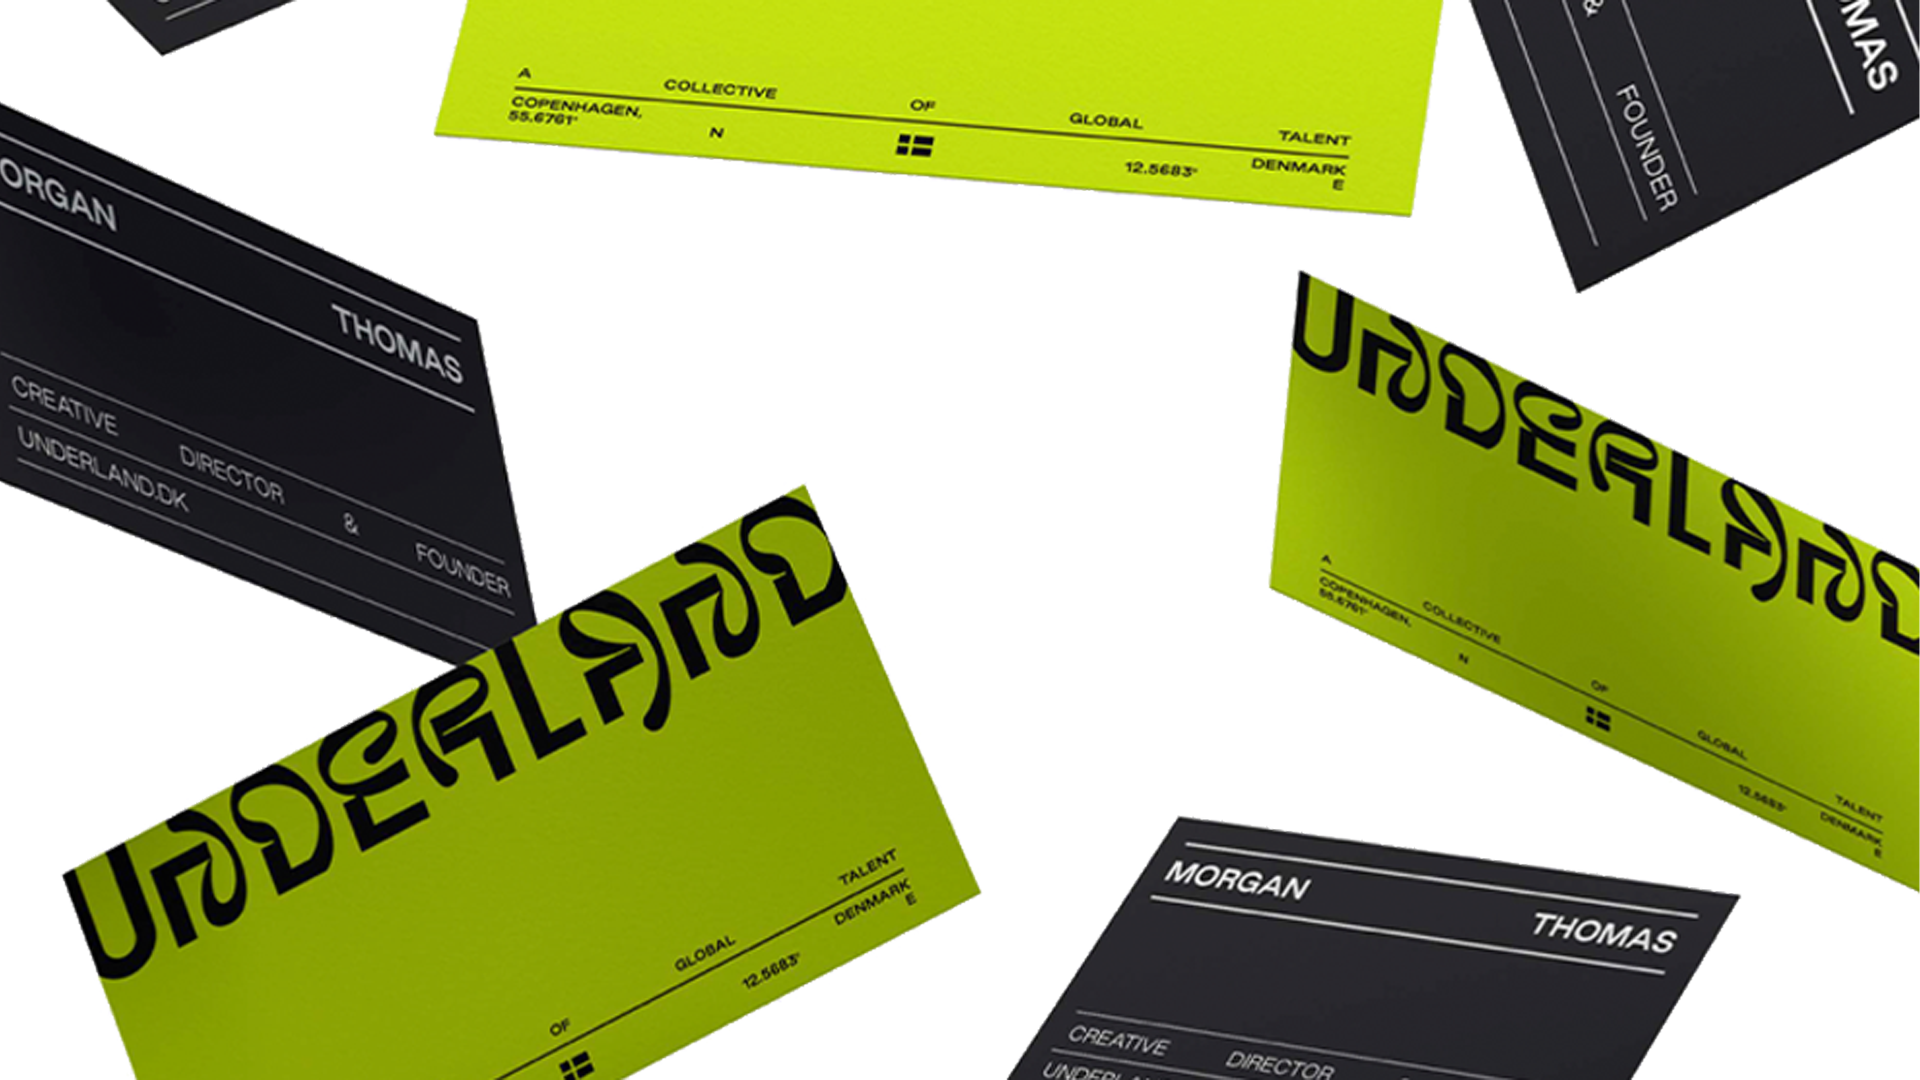 A COLLECTIVE OF GLOBAL TALENT
COPENHAGEN, DENMARK
55.6761° N 12.5683° E
& FOUNDER
THOMAS
MORGAN
THOMAS
CREATIVE DIRECTOR & FOUNDER
UNDERLAND.DK
UNDERLAND
A COLLECTIVE OF GLOBAL TALENT
COPENHAGEN, DENMARK
55.6761° N 12.5683° E
UNDERLAND
OF GLOBAL TALENT
DENMARK
12.5683° E
MORGAN
THOMAS
CREATIVE DIRECTOR